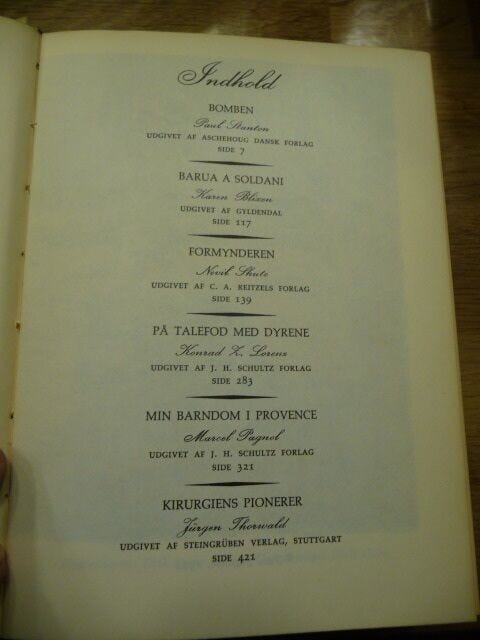 Indhold
BOMBEN
Paul Stanton
UDGIVET AF ASCHEHOUG DANSK FORLAG
SIDE 7
BARUA A SOLDANI
Karen Blixen
UDGIVET AF GYLDENDAL
SIDE 117
FORMYNDEREN
Nevil Shute
UDGIVET AF C. A. REITZELS FORLAG
SIDE 139
PÅ TALEFOD MED DYRENE
Konrad Z. Lorenz
UDGIVET AF J. H. SCHULTZ FORLAG
SIDE 283
MIN BARNDOM I PROVENCE
Marcel Pagnol
UDGIVET AF J. H. SCHULTZ FORLAG
SIDE 321
KIRURGIENS PIONERER
Jürgen Thorwald
UDGIVET AF STEINGRÜBEN VERLAG, STUTTGART
SIDE 421